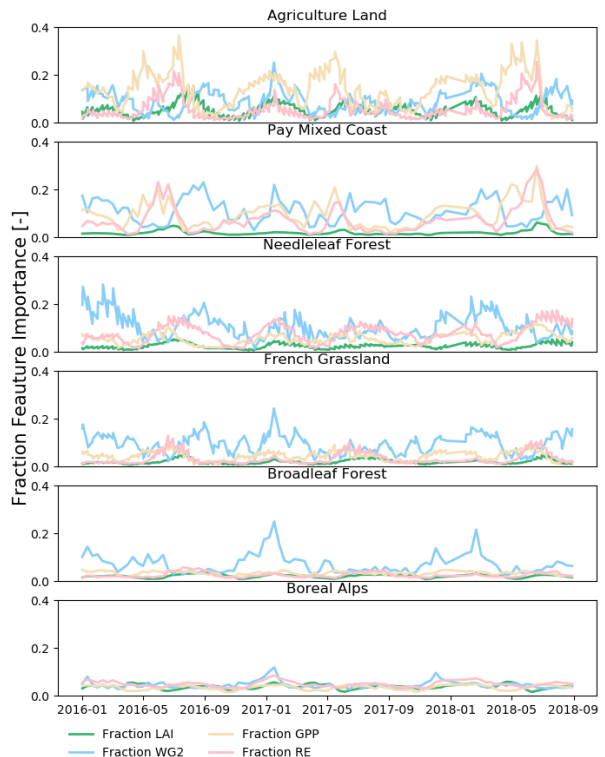 Agriculture Land
0.4
0.2
0.0
Pay Mixed Coast
0.4
0.2
0.0
Needleleaf Forest
0.4
0.2
0.0
French Grassland
0.4
0.2
0.0
Broadleaf Forest
0.4
0.2
0.0
Boreal Alps
0.4
0.2
0.0
Fraction Feauture Importance [-]
2016-01 2016-05 2016-09 2017-01 2017-05 2017-09 2018-01 2018-05 2018-09
Fraction LAI Fraction GPP
Fraction WG2 Fraction RE